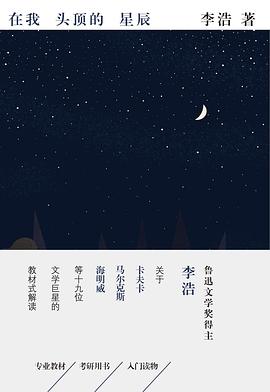 在我 头顶的 星辰 李浩 著
鲁迅文学奖得主
李浩
关于
卡夫卡
马尔克斯
海明威
等十九位
文学巨星的
教材式解读
专业教材 考研用书 入门读物